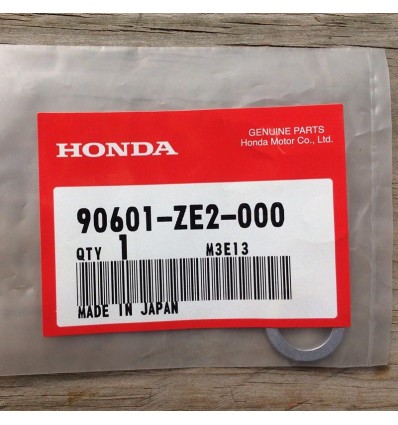 GENUINE PARTS
HONDA Honda Motor Co., Ltd.
90601-ZE2-000
QTY 1 M3E13
MADE IN JAPAN